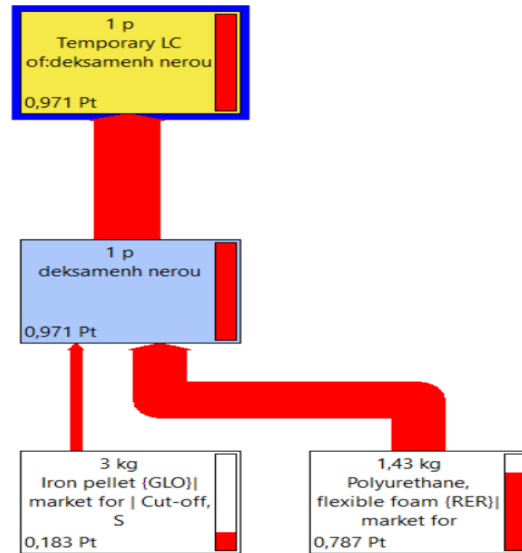 1 p
Temporary LC
of:deksamenh nerou
0,971 Pt
1 p
deksamenh nerou
0,971 Pt
3 kg
Iron pellet {GLO}|
market for | Cut-off,
S
0,183 Pt
1,43 kg
Polyurethane,
flexible foam {RER}|
market for
0,787 Pt